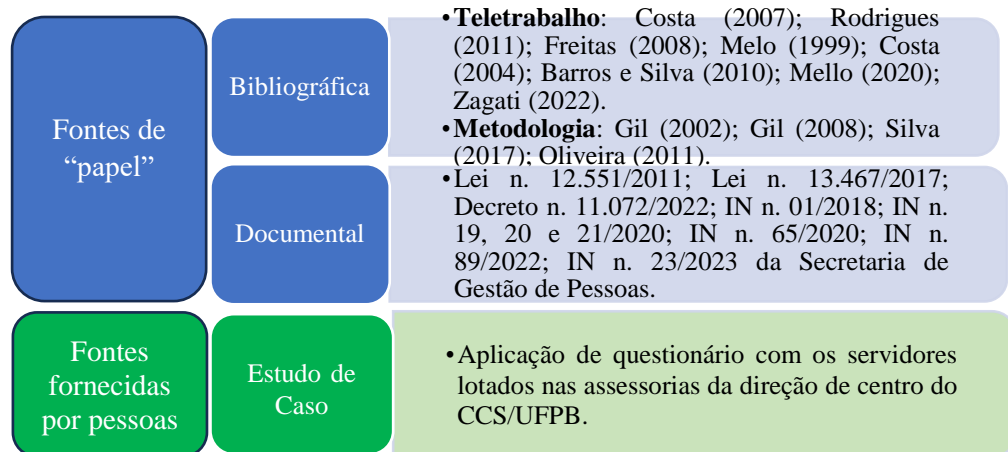 Fontes de
“papel”
Bibliográfica
•Teletrabalho: Costa (2007); Rodrigues
(2011); Freitas (2008); Melo (1999); Costa
(2004); Barros e Silva (2010); Mello (2020);
Zagati (2022).
•Metodologia: Gil (2002); Gil (2008); Silva
(2017); Oliveira (2011).
Documental
•Lei n. 12.551/2011; Lei n. 13.467/2017;
Decreto n. 11.072/2022; IN n. 01/2018; IN n.
19, 20 e 21/2020; IN n. 65/2020; IN n.
89/2022; IN n. 23/2023 da Secretaria de
Gestão de Pessoas.
Fontes
fornecidas
por pessoas
Estudo de
Caso
•Aplicação de questionário com os servidores
lotados nas assessorias da direção de centro do
CCS/UFPB.